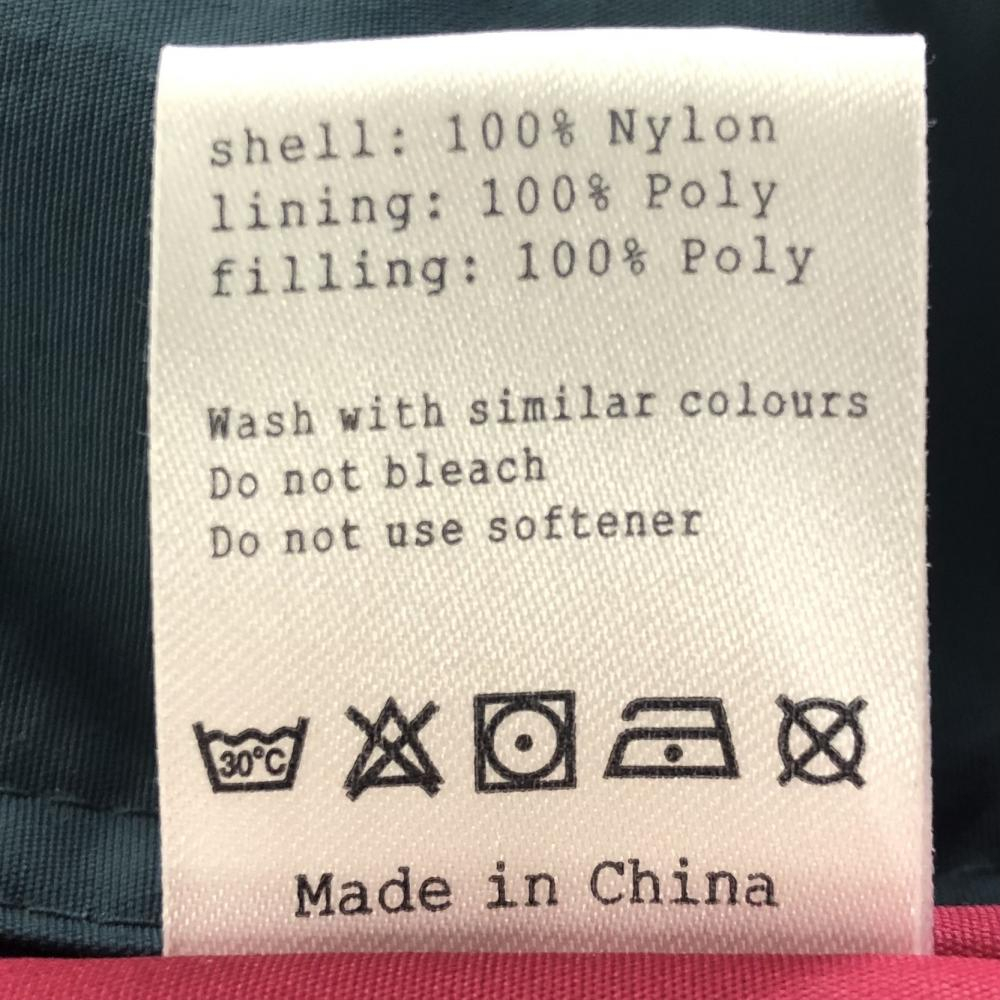 shell: 100% Nylon
lining: 100% Poly
filling: 100% Poly
Wash with similar colours
Do not bleach
Do not use softener
30°C
Made in China